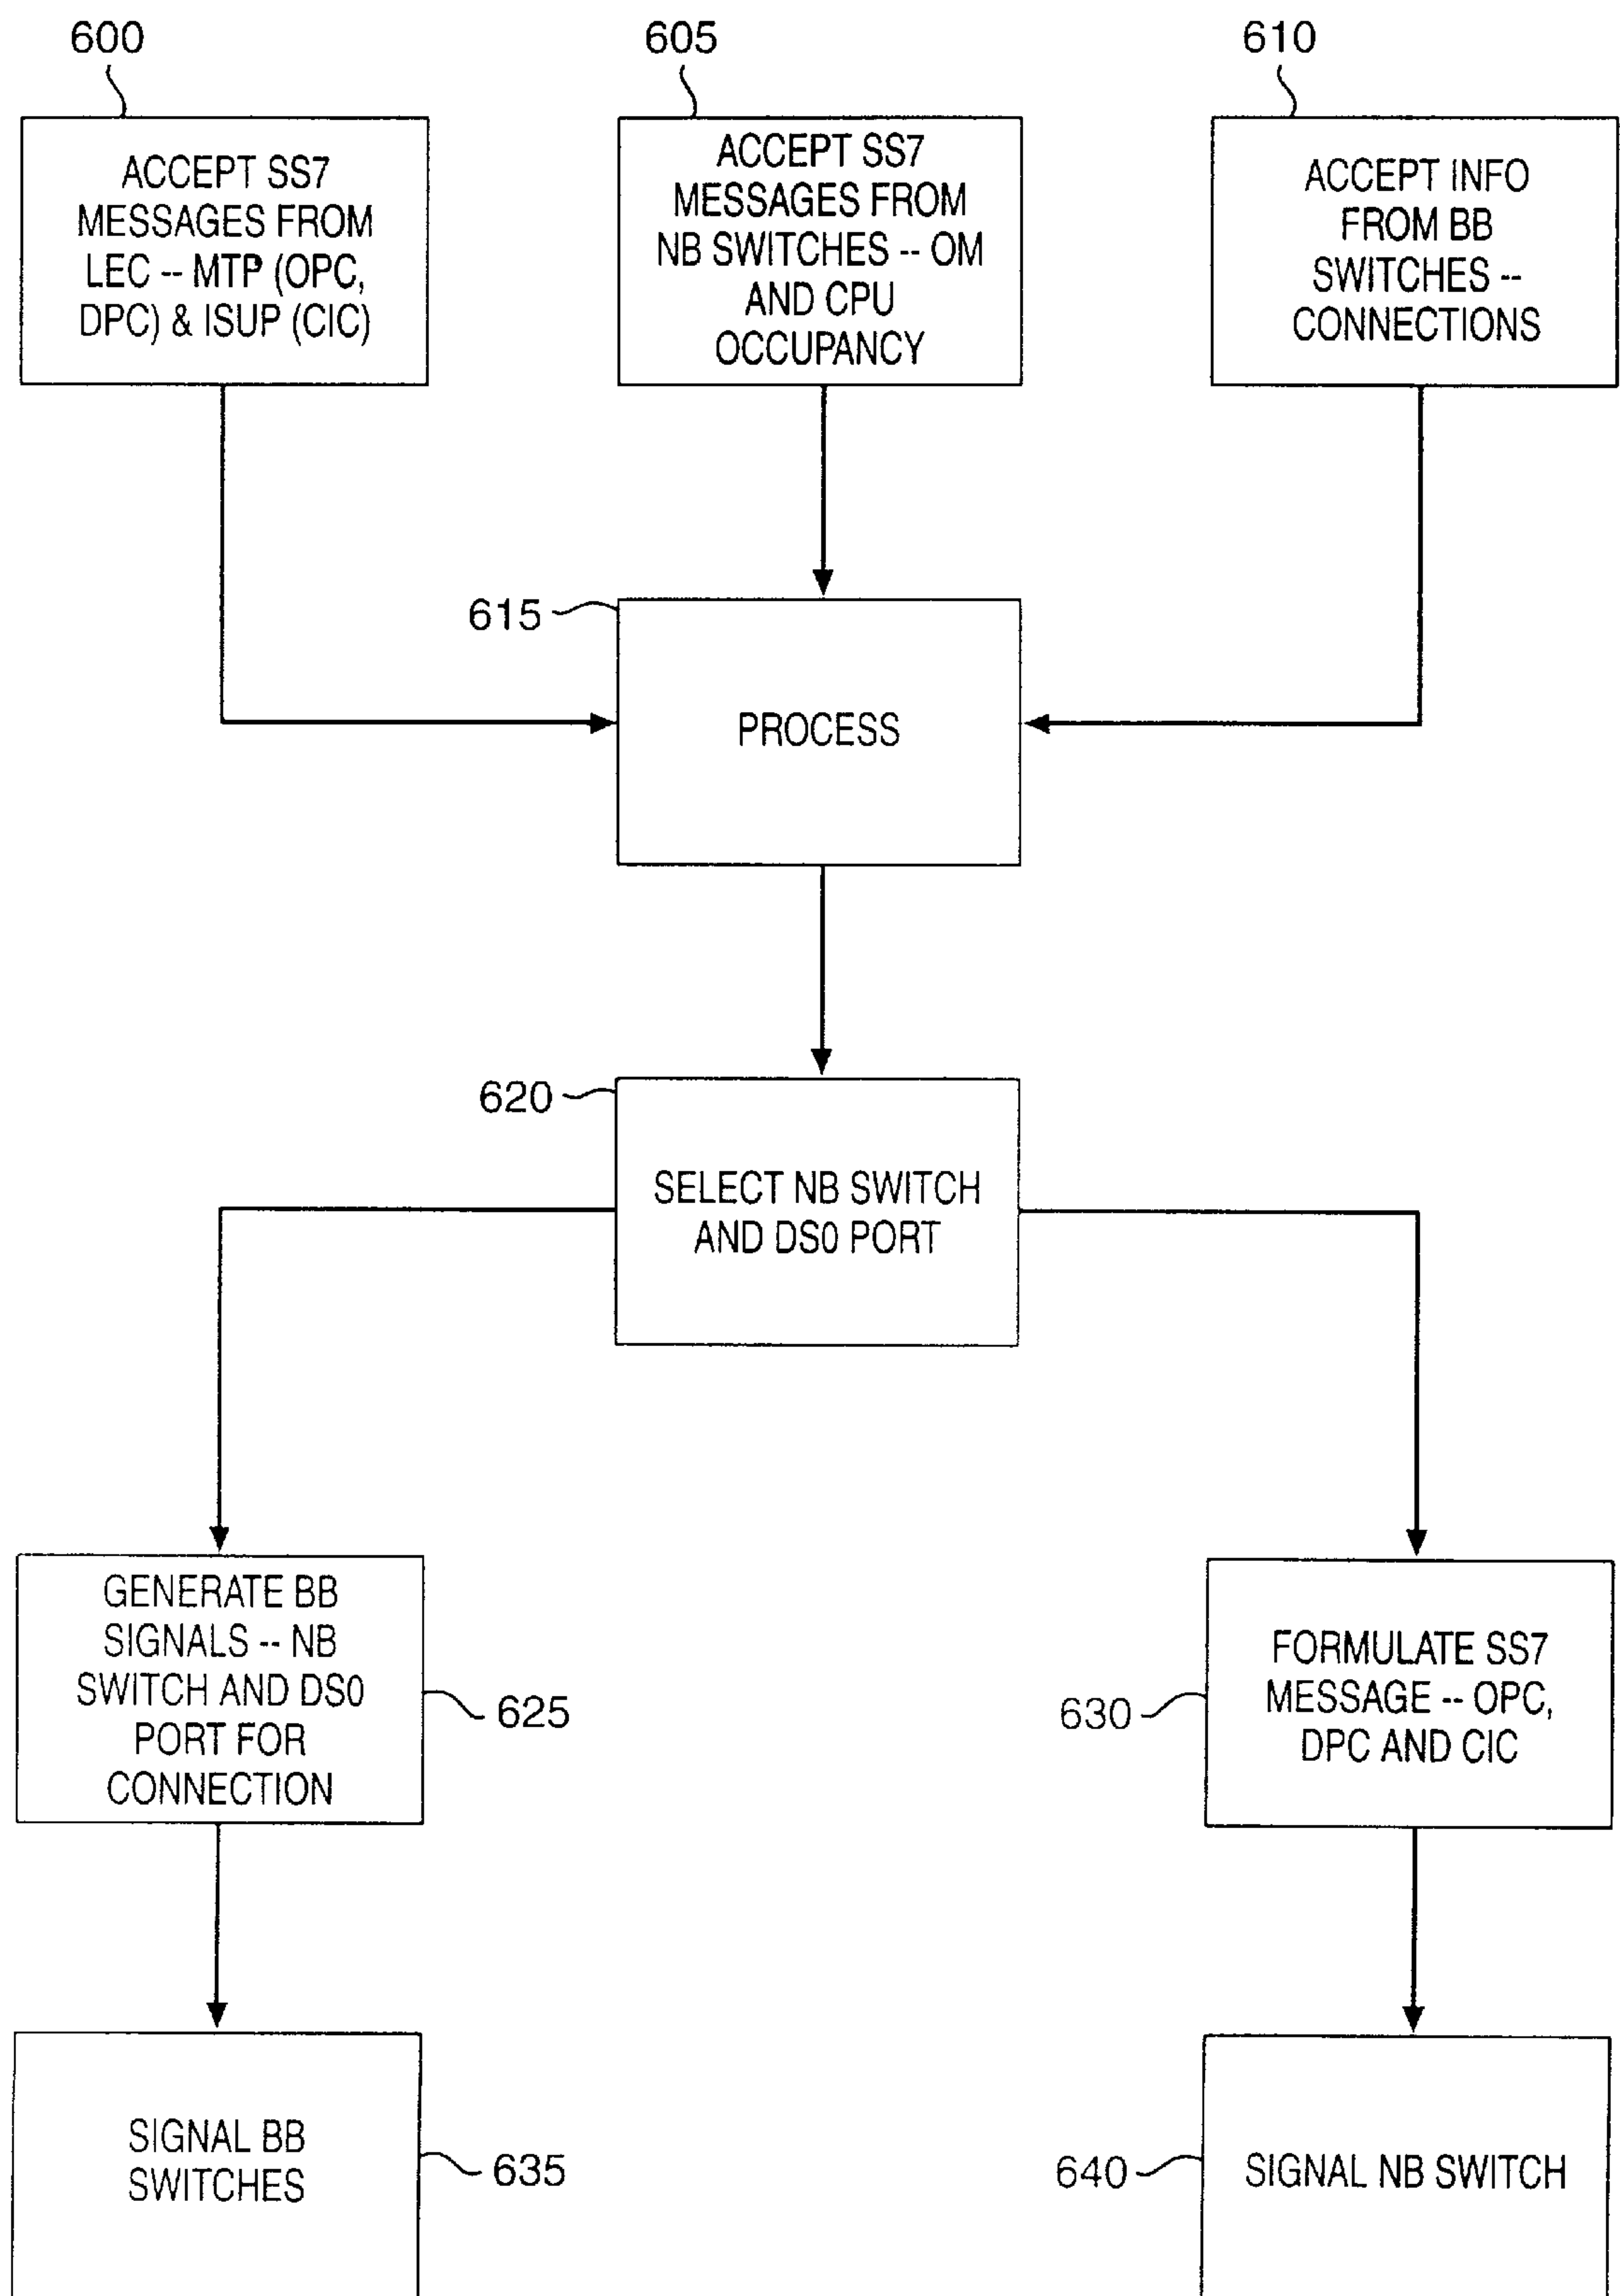 600
605
610
ACCEPT SS7
MESSAGES FROM
LEC -- MTP (OPC,
DPC) & ISUP (CIC)
ACCEPT SS7
MESSAGES FROM
NB SWITCHES -- OM
AND CPU
OCCUPANCY
ACCEPT INFO
FROM BB
SWITCHES --
CONNECTIONS
615
PROCESS
620
SELECT NB SWITCH
AND DS0 PORT
GENERATE BB
SIGNALS -- NB
SWITCH AND DS0
PORT FOR
CONNECTION
625
630
FORMULATE SS7
MESSAGE -- OPC,
DPC AND CIC
SIGNAL BB
SWITCHES
635
640
SIGNAL NB SWITCH